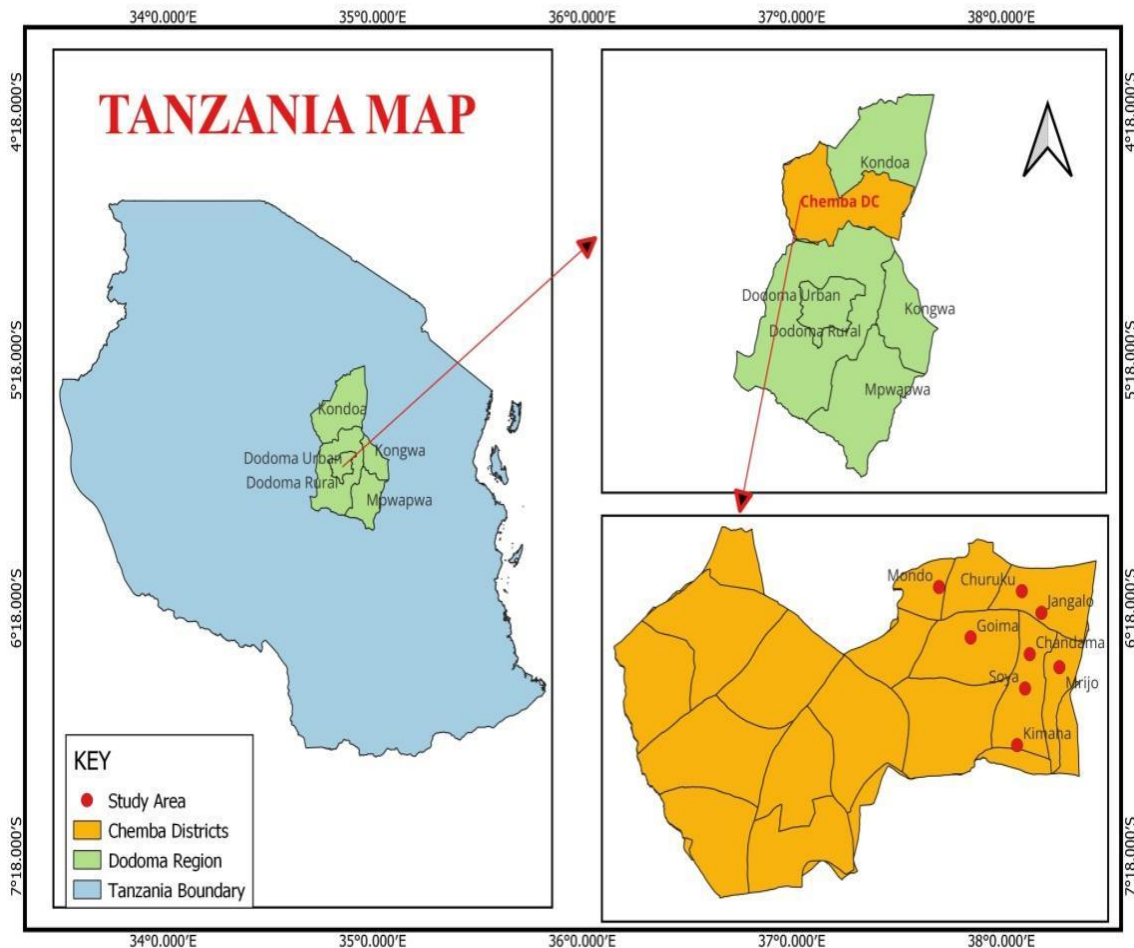 34°0.000'E
35°0.000'E
36°0.000'E
37°0.000'E
38°0.000'E
4°18.000'S
5°18.000'S
6°18.000'S
7°18.000'S
TANZANIA MAP
Kondoa
Dodoma Urban
Kongwa
Dodoma Rural
Mpwapwa
KEY
Study Area
Chemba Districts
Dodoma Region
Tanzania Boundary
Kondoa
Chemba DC
Dodoma Urban
Kongwa
Dodoma Rural
Mpwapwa
Mondo
Churuku
Jangalo
Goima
Chandama
Soya
Mrijo
Kimaha
4°18.000'S
5°18.000'S
6°18.000'S
7°18.000'S
34°0.000'E
35°0.000'E
36°0.000'E
37°0.000'E
38°0.000'E